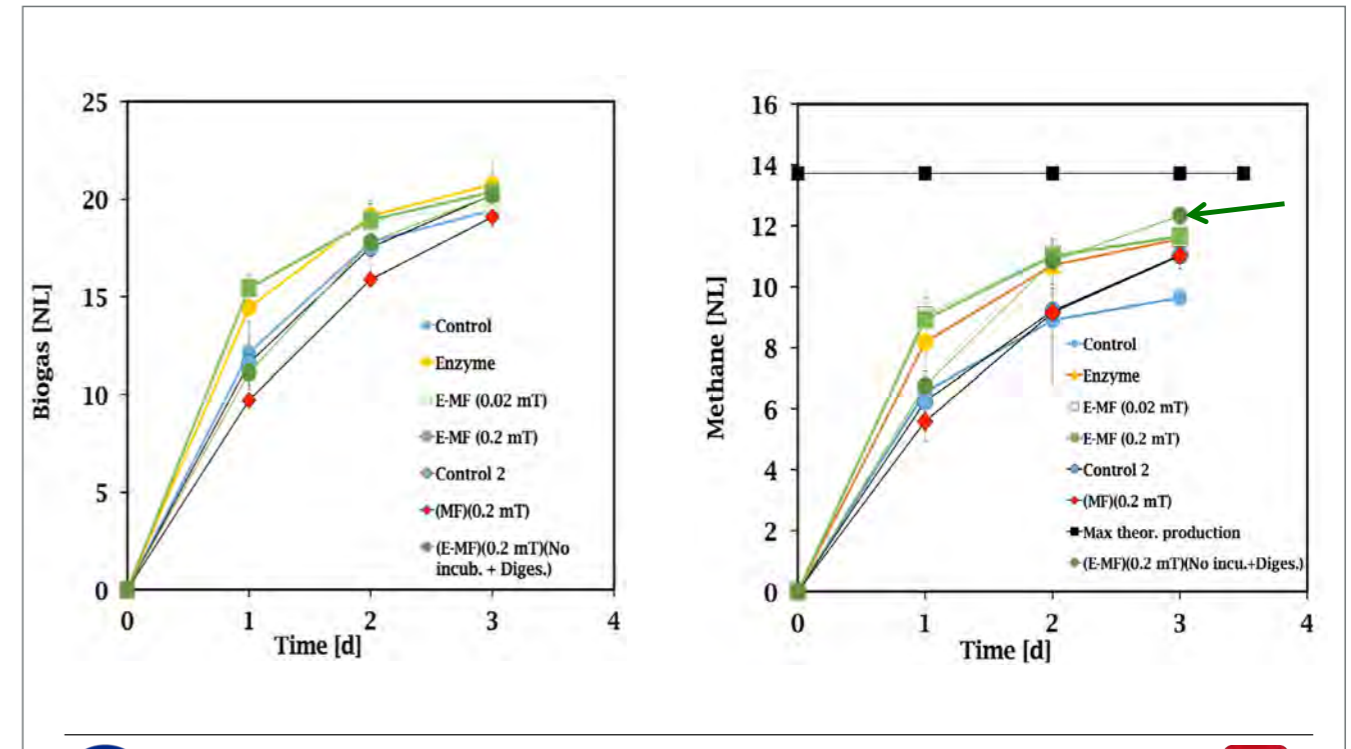 25
20
15
10
5
0
Biogas [NL]
0 1 2 3 4
Time [d]
Control
Enzyme
E-MF (0.02 mT)
E-MF (0.2 mT)
Control 2
(MF)(0.2 mT)
(E-MF)(0.2 mT)(No
incub. + Diges.)
16
14
12
10
8
6
4
2
0
Methane [NL]
0 1 2 3 4
Time [d]
Control
Enzyme
E-MF (0.02 mT)
E-MF (0.2 mT)
Control 2
(MF)(0.2 mT)
Max theor. production
(E-MF)(0.2 mT)(No incu.+Diges.)